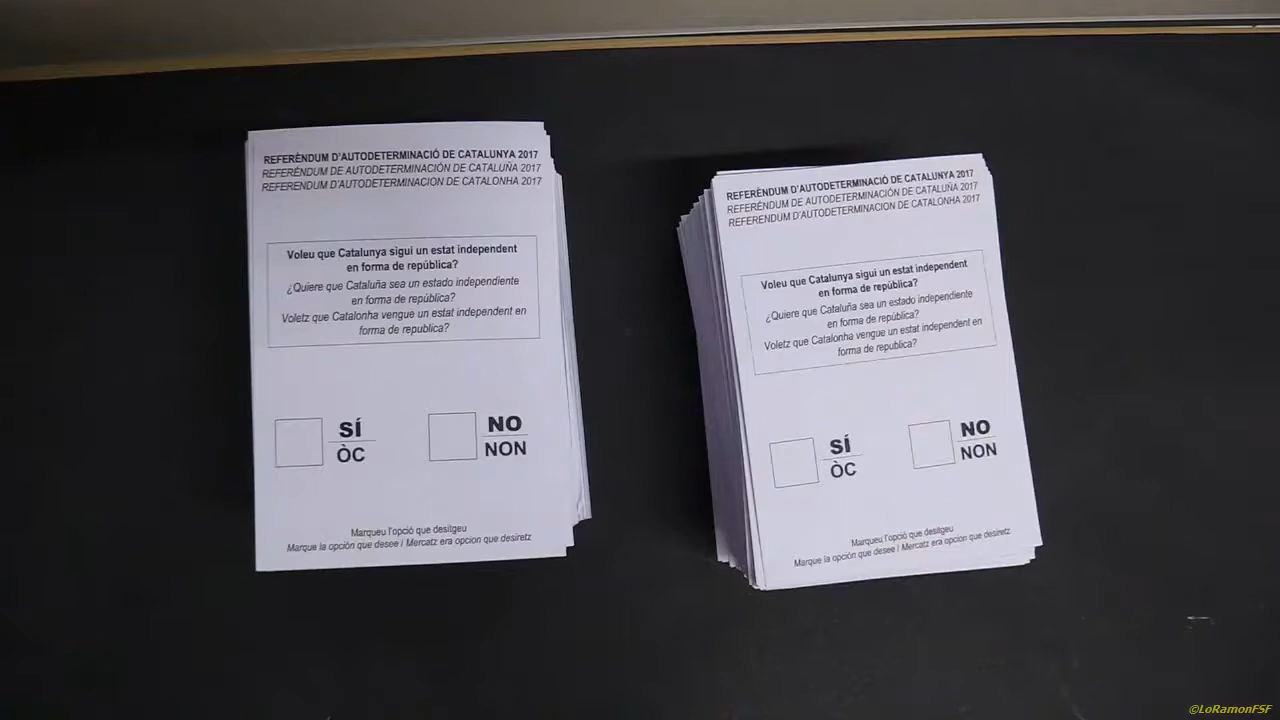 REFERÈNDUM D'AUTODETERMINACIÓ DE CATALUNYA 2017
REFERÉNDUM DE AUTODETERMINACIÓN DE CATALUÑA 2017
REFERENDUM D'AUTODETERMINACION DE CATALONHA 2017
Voleu que Catalunya sigui un estat independent
en forma de república?
¿Quiere que Cataluña sea un estado independiente
en forma de república?
Voletz que Catalonha vengue un estat independent en
forma de republica?
SÍ
ÒC
NO
NON
Marqueu l'opció que desitgeu
Marque la opción que desee / Mercatz era opcion que desiretz
REFERÈNDUM D'AUTODETERMINACIÓ DE CATALUNYA 2017
REFERÉNDUM DE AUTODETERMINACIÓN DE CATALUÑA 2017
REFERENDUM D'AUTODETERMINACION DE CATALONHA 2017
Voleu que Catalunya sigui un estat independent
en forma de república?
¿Quiere que Cataluña sea un estado independiente
en forma de república?
Voletz que Catalonha vengue un estat independent en
forma de republica?
SÍ
ÒC
NO
NON
Marqueu l'opció que desitgeu
Marque la opción que desee / Mercatz era opcion que desiretz
©LoRamonFSF